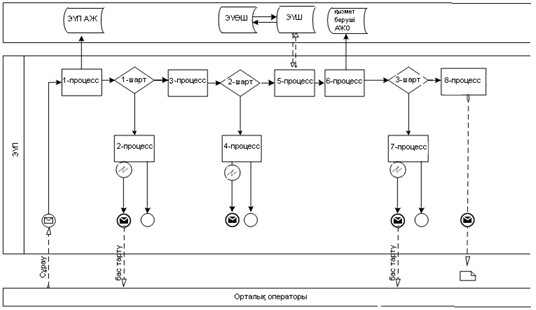 ЭҮП АЖ
ЭҮӨШ
ЭҮШ
қызмет
беруші
АЖО
ЭҮП
1-процесс
1-шарт
3-процесс
2-шарт
5-процесс
6-процесс
3-шарт
8-процесс
2-процесс
4-процесс
7-процесс
Сұрау
бас тарту
бас тарту
Орталық операторы